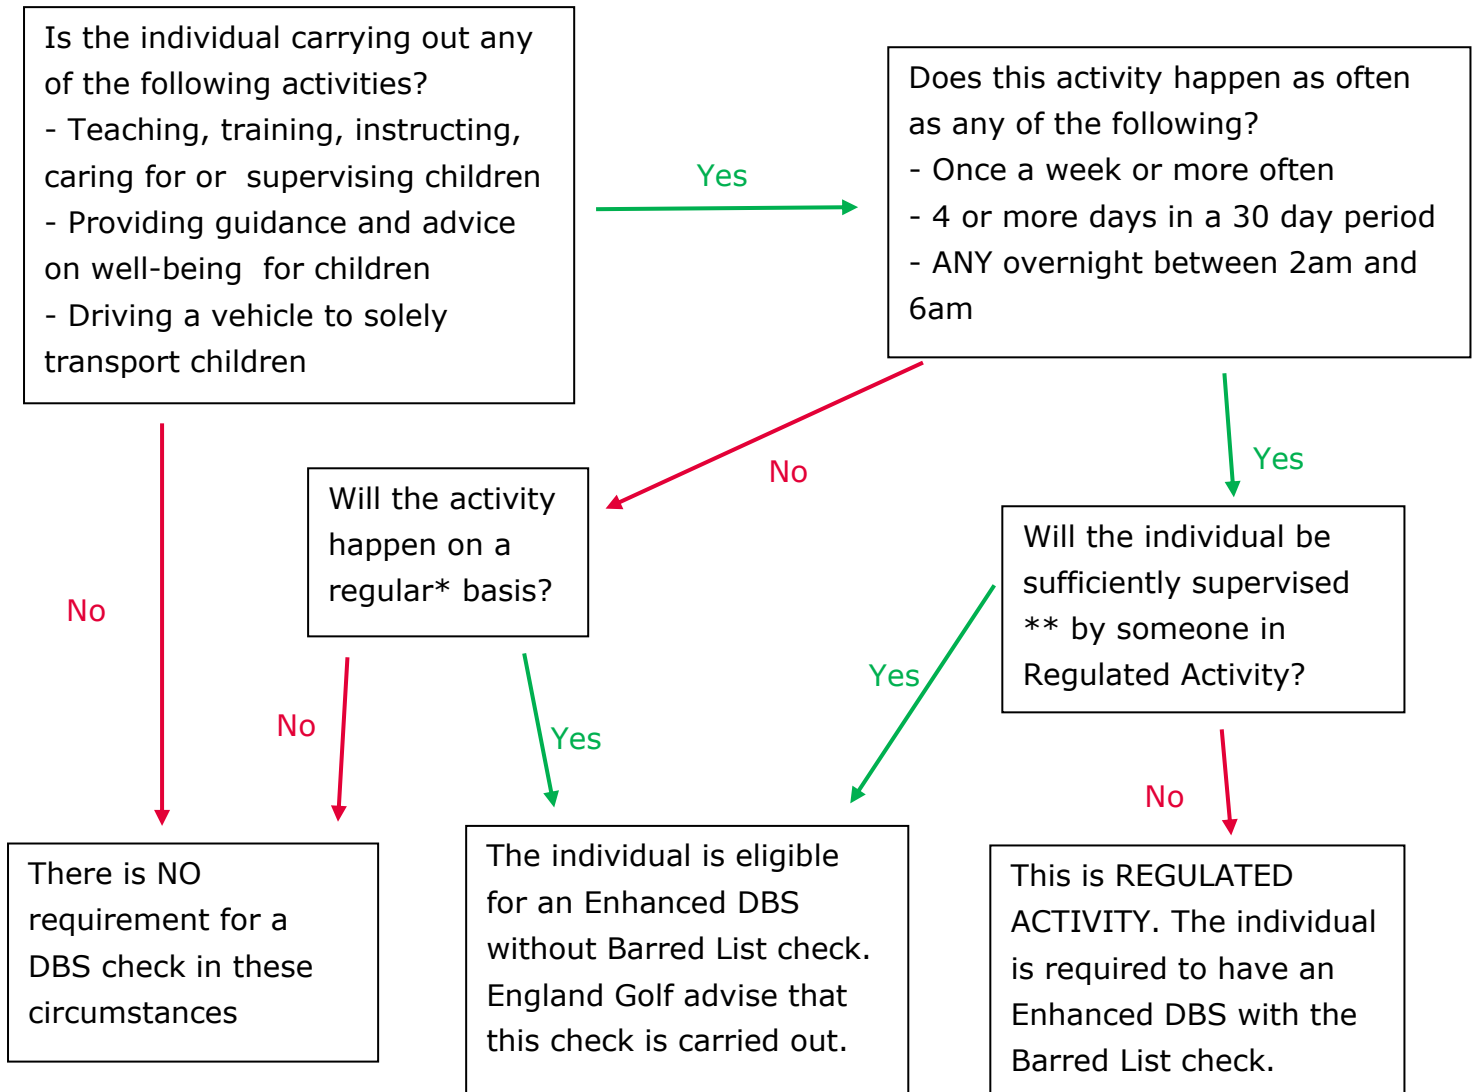 Is the individual carrying out any
of the following activities?
- Teaching, training, instructing,
caring for or  supervising children
- Providing guidance and advice
on well-being  for children
- Driving a vehicle to solely
transport children
Yes
Does this activity happen as often
as any of the following?
- Once a week or more often
- 4 or more days in a 30 day period
- ANY overnight between 2am and
6am
No
Yes
Will the activity
happen on a
regular* basis?
Will the individual be
sufficiently supervised
** by someone in
Regulated Activity?
No
No
Yes
Yes
No
There is NO
requirement for a
DBS check in these
circumstances
The individual is eligible
for an Enhanced DBS
without Barred List check.
England Golf advise that
this check is carried out.
This is REGULATED
ACTIVITY. The individual
is required to have an
Enhanced DBS with the
Barred List check.